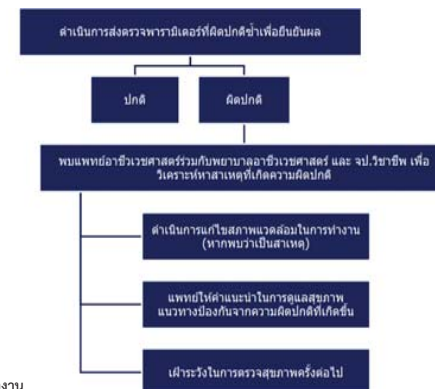 ดำเนินการส่งตรวจพารามิเตอร์ที่ผิดปกติซ้ำเพื่อยืนยันผล
ปกติ
ผิดปกติ
พบแพทย์อาชีวเวชศาสตร์ร่วมกับพยาบาลอาชีวเวชศาสตร์ และ จป.วิชาชีพ เพื่อ
วิเคราะห์หาสาเหตุที่เกิดความผิดปกติ
ดำเนินการแก้ไขสภาพแวดล้อมในการทำงาน
(หากพบว่าเป็นสาเหตุ)
แพทย์ให้คำแนะนำในการดูแลสุขภาพ
แนวทางป้องกันจากความผิดปกติที่เกิดขึ้น
เฝ้าระวังในการตรวจสุขภาพครั้งต่อไป